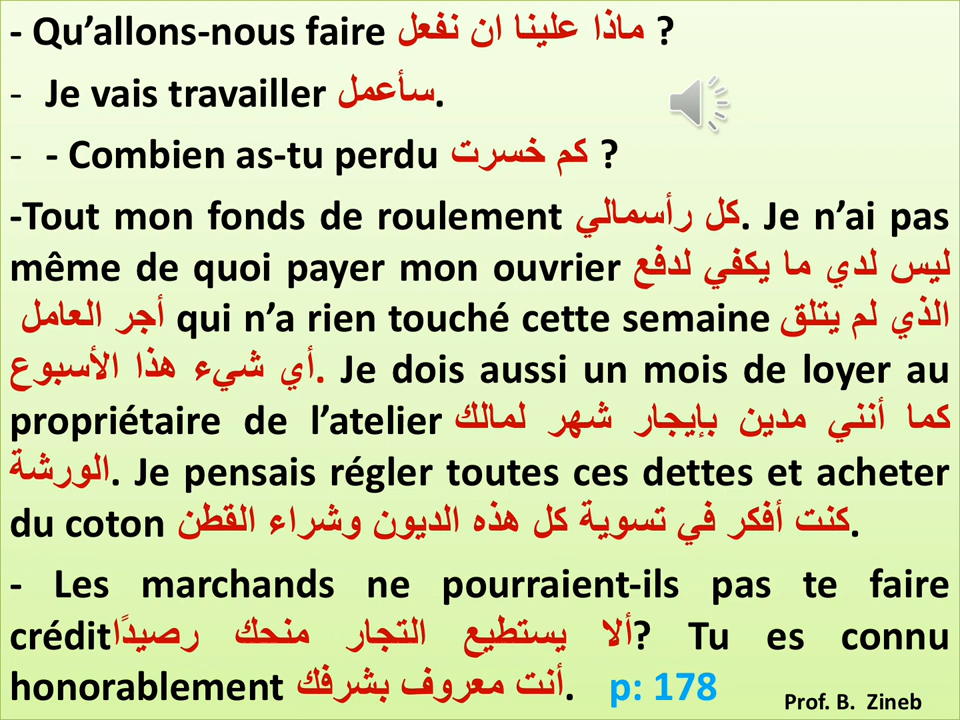 - Qu’allons-nous faire ماذا علينا ان نفعل ?
- Je vais travailler سأعمل.
- - Combien as-tu perdu كم خسرت ?
-Tout mon fonds de roulement كل رأسمالي. Je n’ai pas
même de quoi payer mon ouvrier ليس لدي ما يكفي لدفع
أجر العامل qui n’a rien touché cette semaine الذي لم يتلق
أي شيء هذا الأسبوع. Je dois aussi un mois de loyer au
propriétaire de l’atelier كما أنني مدين بإيجار شهر لمالك
الورشة. Je pensais régler toutes ces dettes et acheter
du coton كنت أفكر في تسوية كل هذه الديون وشراء القطن.
- Les marchands ne pourraient-ils pas te faire
crédit ألا يستطيع التجار منحك رصيدًا? Tu es connu
honorablement أنت معروف بشرفك. p: 178
Prof. B. Zineb